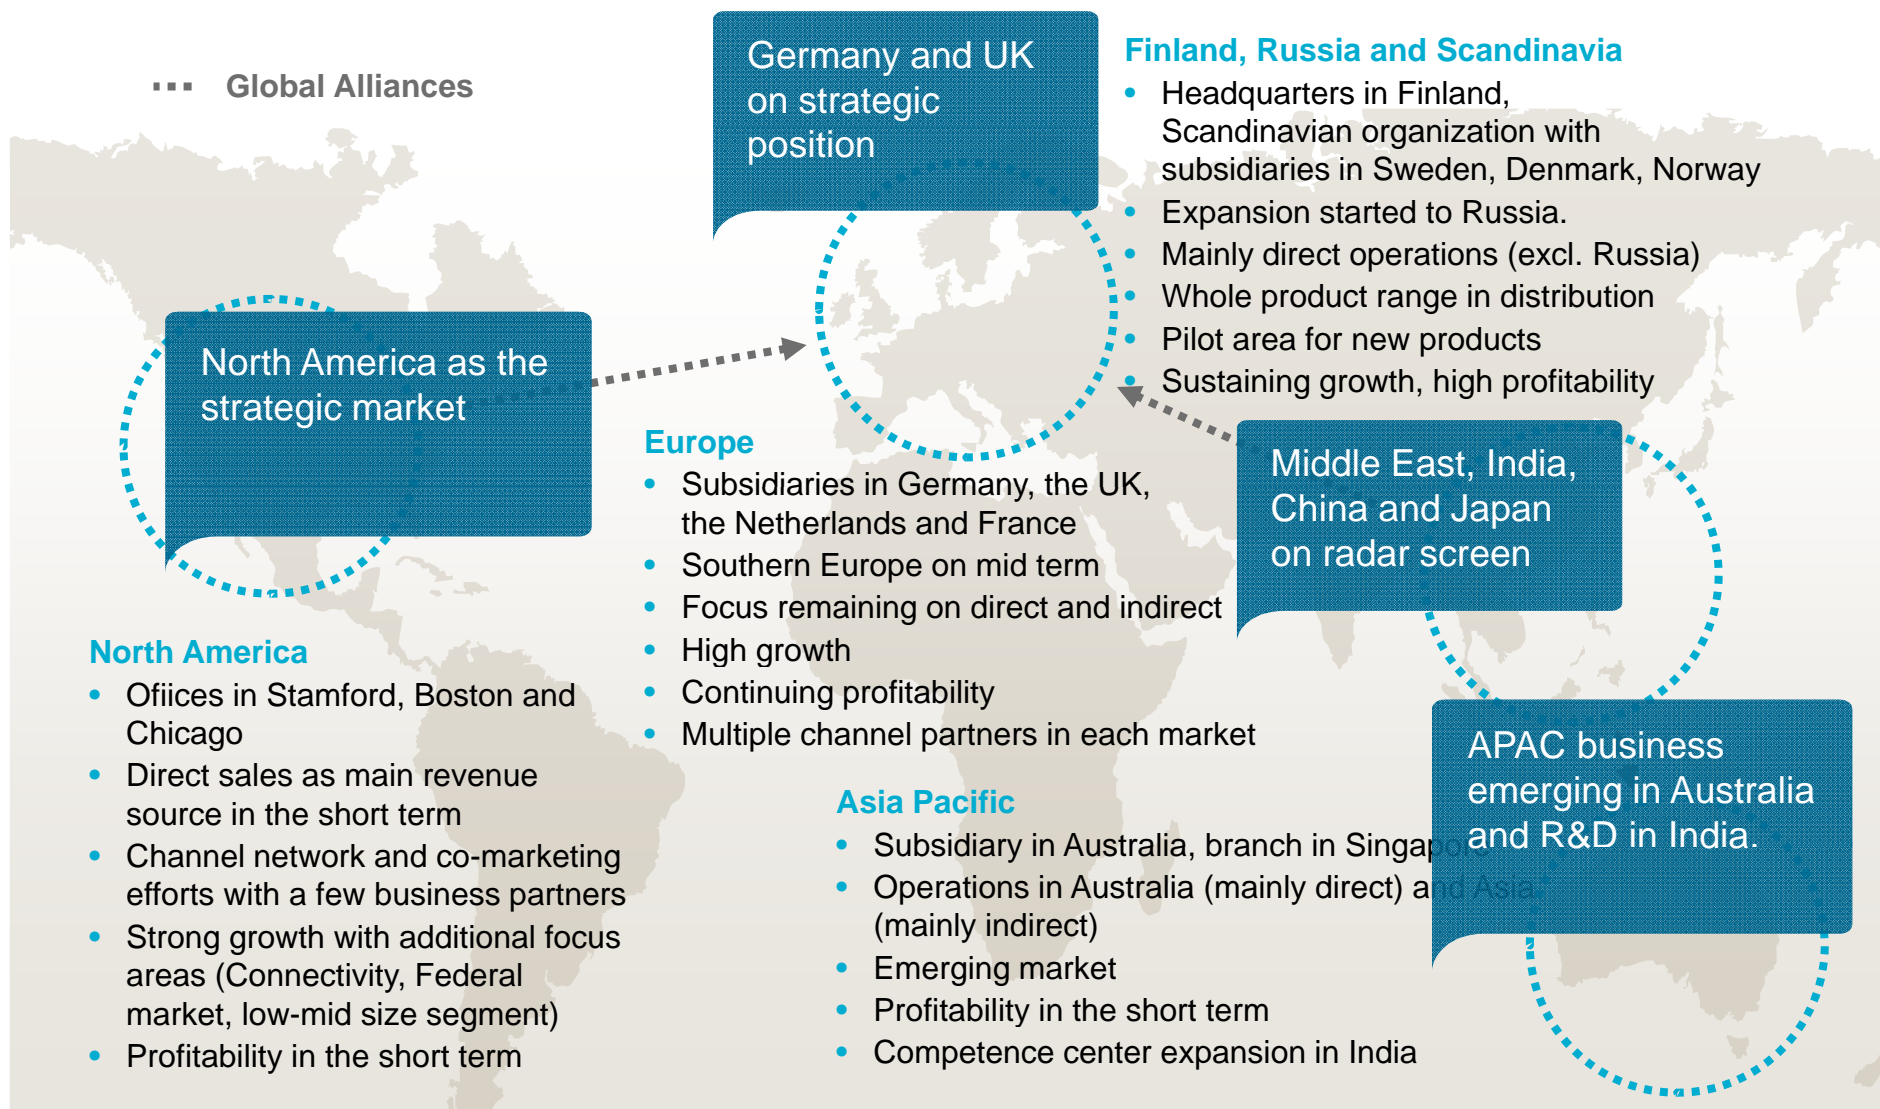 Global Alliances
Germany and UK
on strategic
position
Finland, Russia and Scandinavia
• Headquarters in Finland,
Scandinavian organization with
subsidiaries in Sweden, Denmark, Norway
• Expansion started to Russia.
• Mainly direct operations (excl. Russia)
• Whole product range in distribution
• Pilot area for new products
• Sustaining growth, high profitability
North America as the
strategic market
Europe
• Subsidiaries in Germany, the UK,
the Netherlands and France
• Southern Europe on mid term
• Focus remaining on direct and indirect
• High growth
• Continuing profitability
• Multiple channel partners in each market
Middle East, India,
China and Japan
on radar screen
North America
• Ofiices in Stamford, Boston and
Chicago
• Direct sales as main revenue
source in the short term
• Channel network and co-marketing
efforts with a few business partners
• Strong growth with additional focus
areas (Connectivity, Federal
market, low-mid size segment)
• Profitability in the short term
Asia Pacific
• Subsidiary in Australia, branch in Singapore
• Operations in Australia (mainly direct) and Asia
(mainly indirect)
• Emerging market
• Profitability in the short term
• Competence center expansion in India
APAC business
emerging in Australia
and R&D in India.